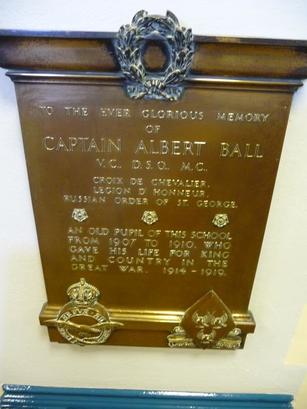 TO THE EVER GLORIOUS MEMORY
OF
CAPTAIN ALBERT BALL
V.C. D.S.O. M.C.
CROIX DE CHEVALIER,
LEGION D HONNEUR,
RUSSIAN ORDER OF ST. GEORGE.
AN OLD PUPIL OF THIS SCHOOL
FROM 1907 TO 1910, WHO
GAVE HIS LIFE FOR KING
AND COUNTRY IN THE
GREAT WAR. 1914-1919.